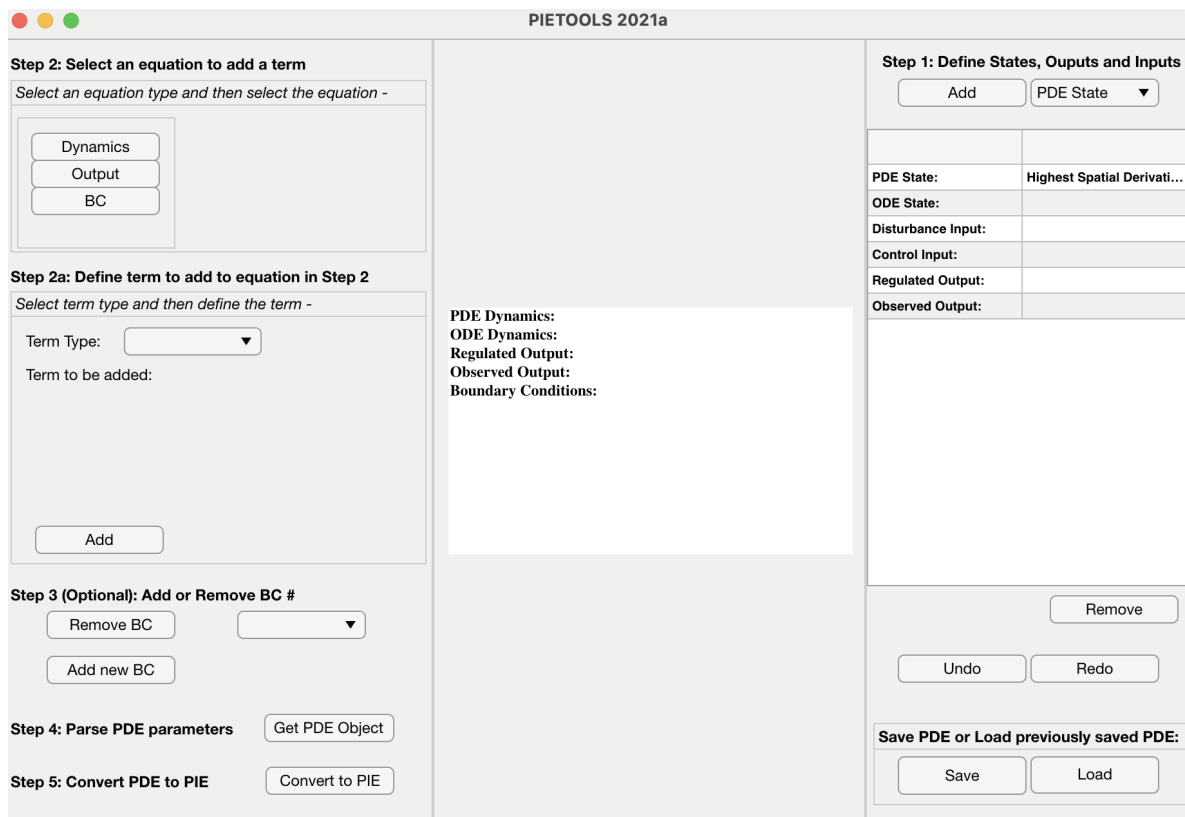 PIETOOLS 2021a
Step 2: Select an equation to add a term
Select an equation type and then select the equation -
Dynamics
Output
BC
Step 2a: Define term to add to equation in Step 2
Select term type and then define the term -
Term Type:
Term to be added:
Add
Step 3 (Optional): Add or Remove BC #
Remove BC
Add new BC
Step 4: Parse PDE parameters
Get PDE Object
Step 5: Convert PDE to PIE
Convert to PIE
PDE Dynamics:
ODE Dynamics:
Regulated Output:
Observed Output:
Boundary Conditions:
Step 1: Define States, Ouputs and Inputs
Add
PDE State
PDE State: Highest Spatial Derivati...
ODE State:
Disturbance Input:
Control Input:
Regulated Output:
Observed Output:
Remove
Undo
Redo
Save PDE or Load previously saved PDE:
Save
Load